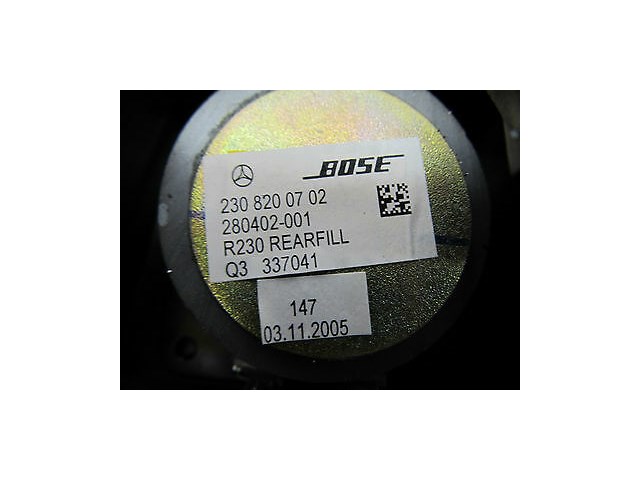 BOSE
230 820 07 02
280402-001
R230 REARFILL
Q3 337041
147
03.11.2005